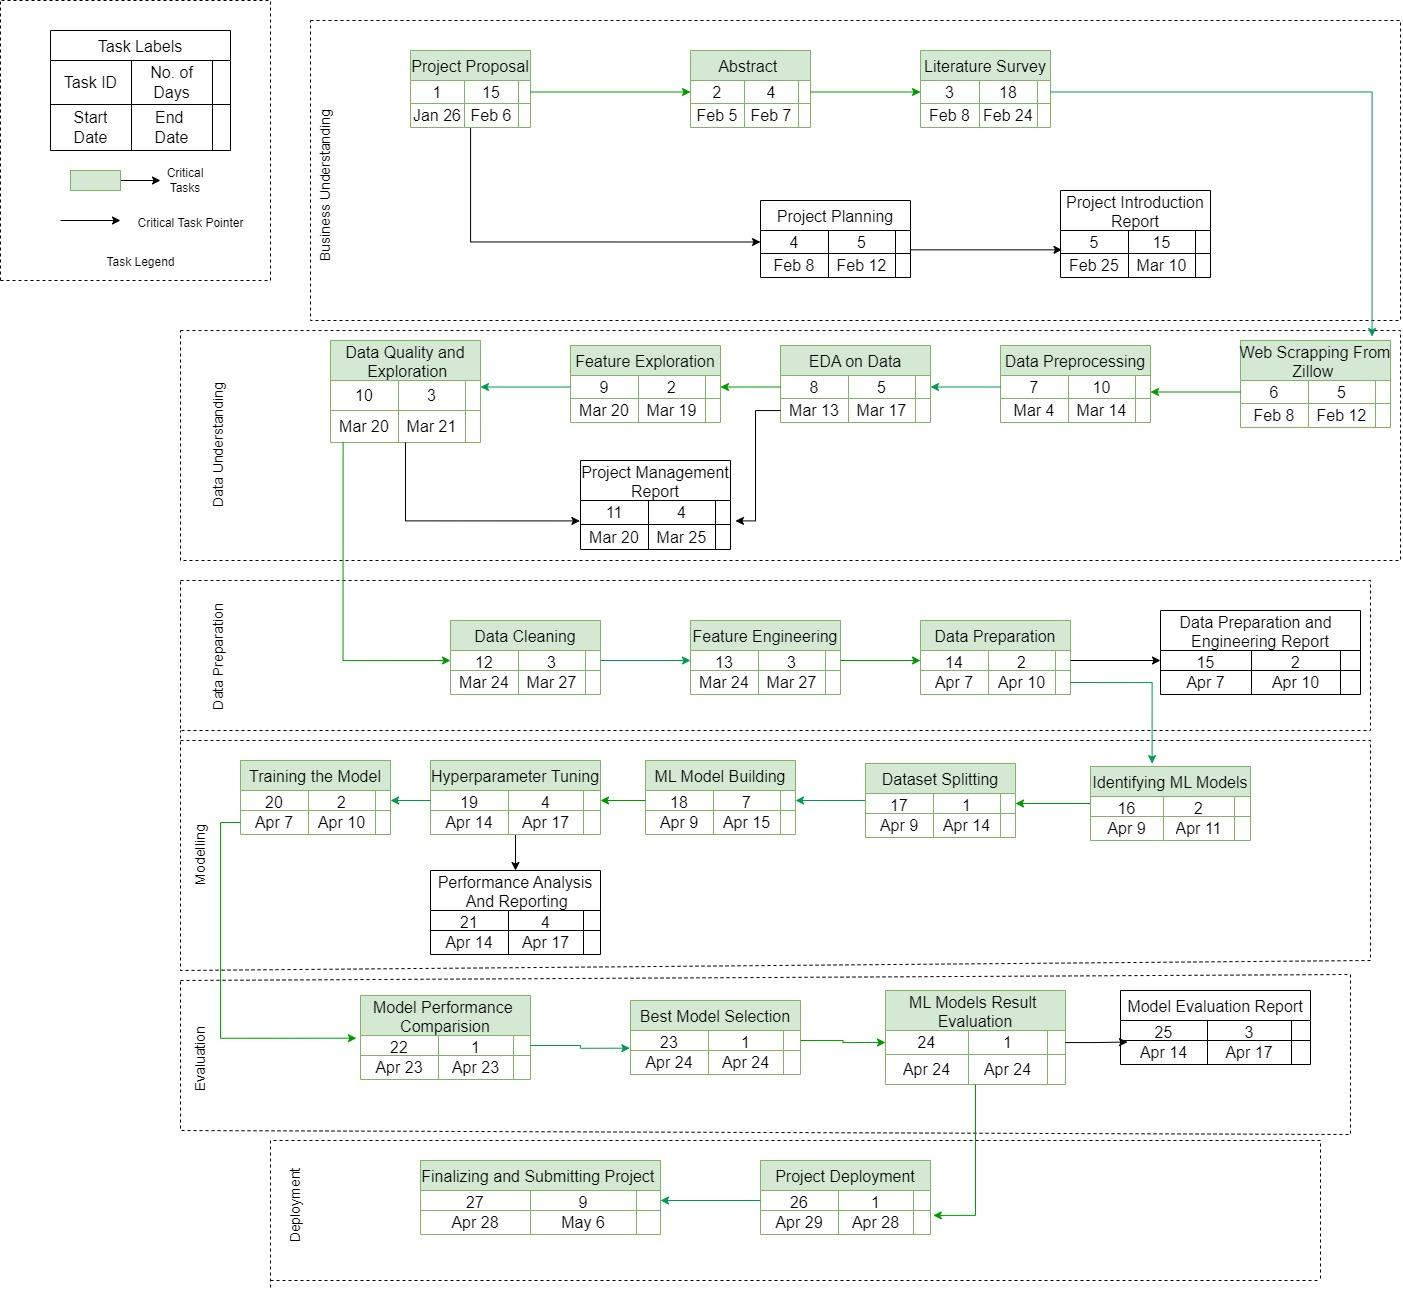 Task Labels
Task ID
No. of
Days
Start
Date
End
Date
Critical
Tasks
Critical Task Pointer
Task Legend
Business Understanding
Project Proposal
1 15
Jan 26 Feb 6
Abstract
2 4
Feb 5 Feb 7
Literature Survey
3 18
Feb 8 Feb 24
Project Planning
4 5
Feb 8 Feb 12
Project Introduction
Report
5 15
Feb 25 Mar 10
Data Understanding
Data Quality and
Exploration
10 3
Mar 20 Mar 21
Feature Exploration
9 2
Mar 20 Mar 19
EDA on Data
8 5
Mar 13 Mar 17
Data Preprocessing
7 10
Mar 4 Mar 14
Web Scrapping From
Zillow
6 5
Feb 8 Feb 12
Project Management
Report
11 4
Mar 20 Mar 25
Data Preparation
Data Cleaning
12 3
Mar 24 Mar 27
Feature Engineering
13 3
Mar 24 Mar 27
Data Preparation
14 2
Apr 7 Apr 10
Data Preparation and
Engineering Report
15 2
Apr 7 Apr 10
Modelling
Training the Model
20 2
Apr 7 Apr 10
Hyperparameter Tuning
19 4
Apr 14 Apr 17
ML Model Building
18 7
Apr 9 Apr 15
Dataset Splitting
17 1
Apr 9 Apr 14
Identifying ML Models
16 2
Apr 9 Apr 11
Performance Analysis
And Reporting
21 4
Apr 14 Apr 17
Evaluation
Model Performance
Comparision
22 1
Apr 23 Apr 23
Best Model Selection
23 1
Apr 24 Apr 24
ML Models Result
Evaluation
24 1
Apr 24 Apr 24
Model Evaluation Report
25 3
Apr 14 Apr 17
Deployment
Finalizing and Submitting Project
27 9
Apr 28 May 6
Project Deployment
26 1
Apr 29 Apr 28